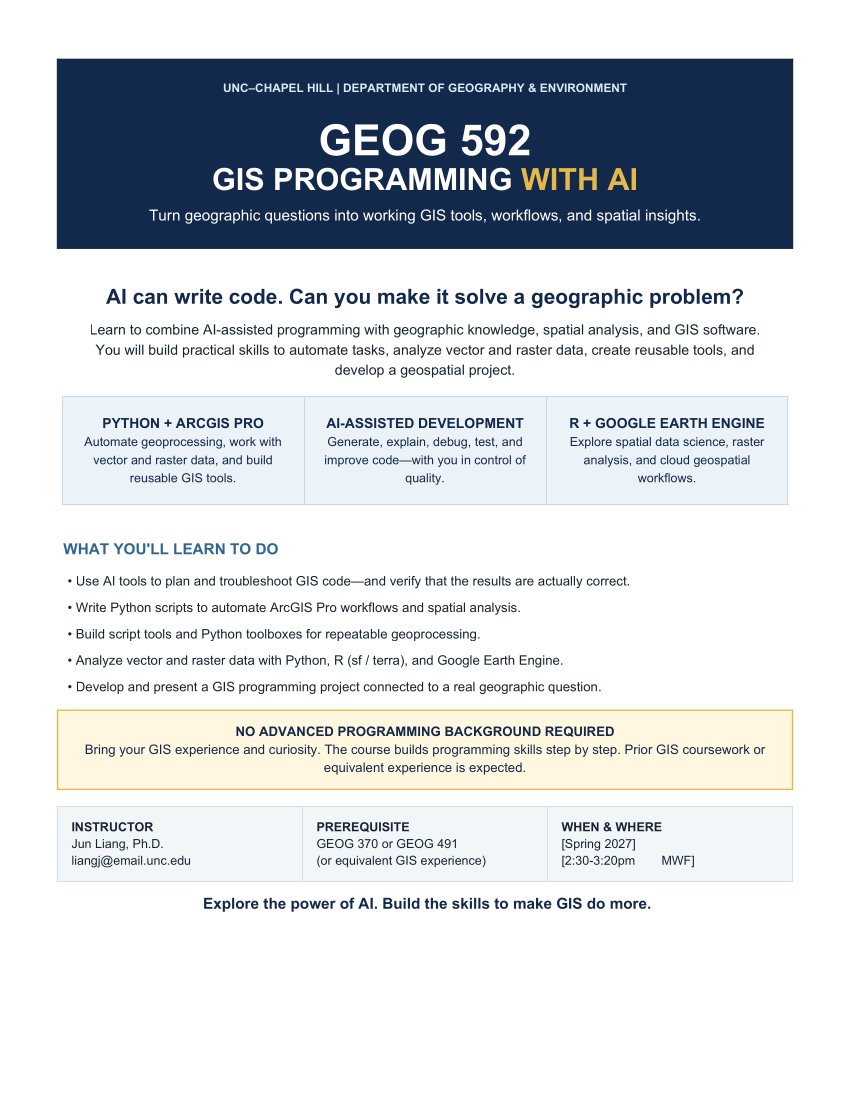 UNC–CHAPEL HILL | DEPARTMENT OF GEOGRAPHY & ENVIRONMENT
GEOG 592
GIS PROGRAMMING WITH AI
Turn geographic questions into working GIS tools, workflows, and spatial insights.
AI can write code. Can you make it solve a geographic problem?
Learn to combine AI-assisted programming with geographic knowledge, spatial analysis, and GIS software.
You will build practical skills to automate tasks, analyze vector and raster data, create reusable tools, and
develop a geospatial project.
PYTHON + ARCGIS PRO
Automate geoprocessing, work with
vector and raster data, and build
reusable GIS tools.
AI-ASSISTED DEVELOPMENT
Generate, explain, debug, test, and
improve code—with you in control of
quality.
R + GOOGLE EARTH ENGINE
Explore spatial data science, raster
analysis, and cloud geospatial
workflows.
WHAT YOU'LL LEARN TO DO
• Use AI tools to plan and troubleshoot GIS code—and verify that the results are actually correct.
• Write Python scripts to automate ArcGIS Pro workflows and spatial analysis.
• Build script tools and Python toolboxes for repeatable geoprocessing.
• Analyze vector and raster data with Python, R (sf / terra), and Google Earth Engine.
• Develop and present a GIS programming project connected to a real geographic question.
NO ADVANCED PROGRAMMING BACKGROUND REQUIRED
Bring your GIS experience and curiosity. The course builds programming skills step by step. Prior GIS coursework or
equivalent experience is expected.
INSTRUCTOR
Jun Liang, Ph.D.
liangj@email.unc.edu
PREREQUISITE
GEOG 370 or GEOG 491
(or equivalent GIS experience)
WHEN & WHERE
[Spring 2027]
[2:30-3:20pm MWF]
Explore the power of AI. Build the skills to make GIS do more.